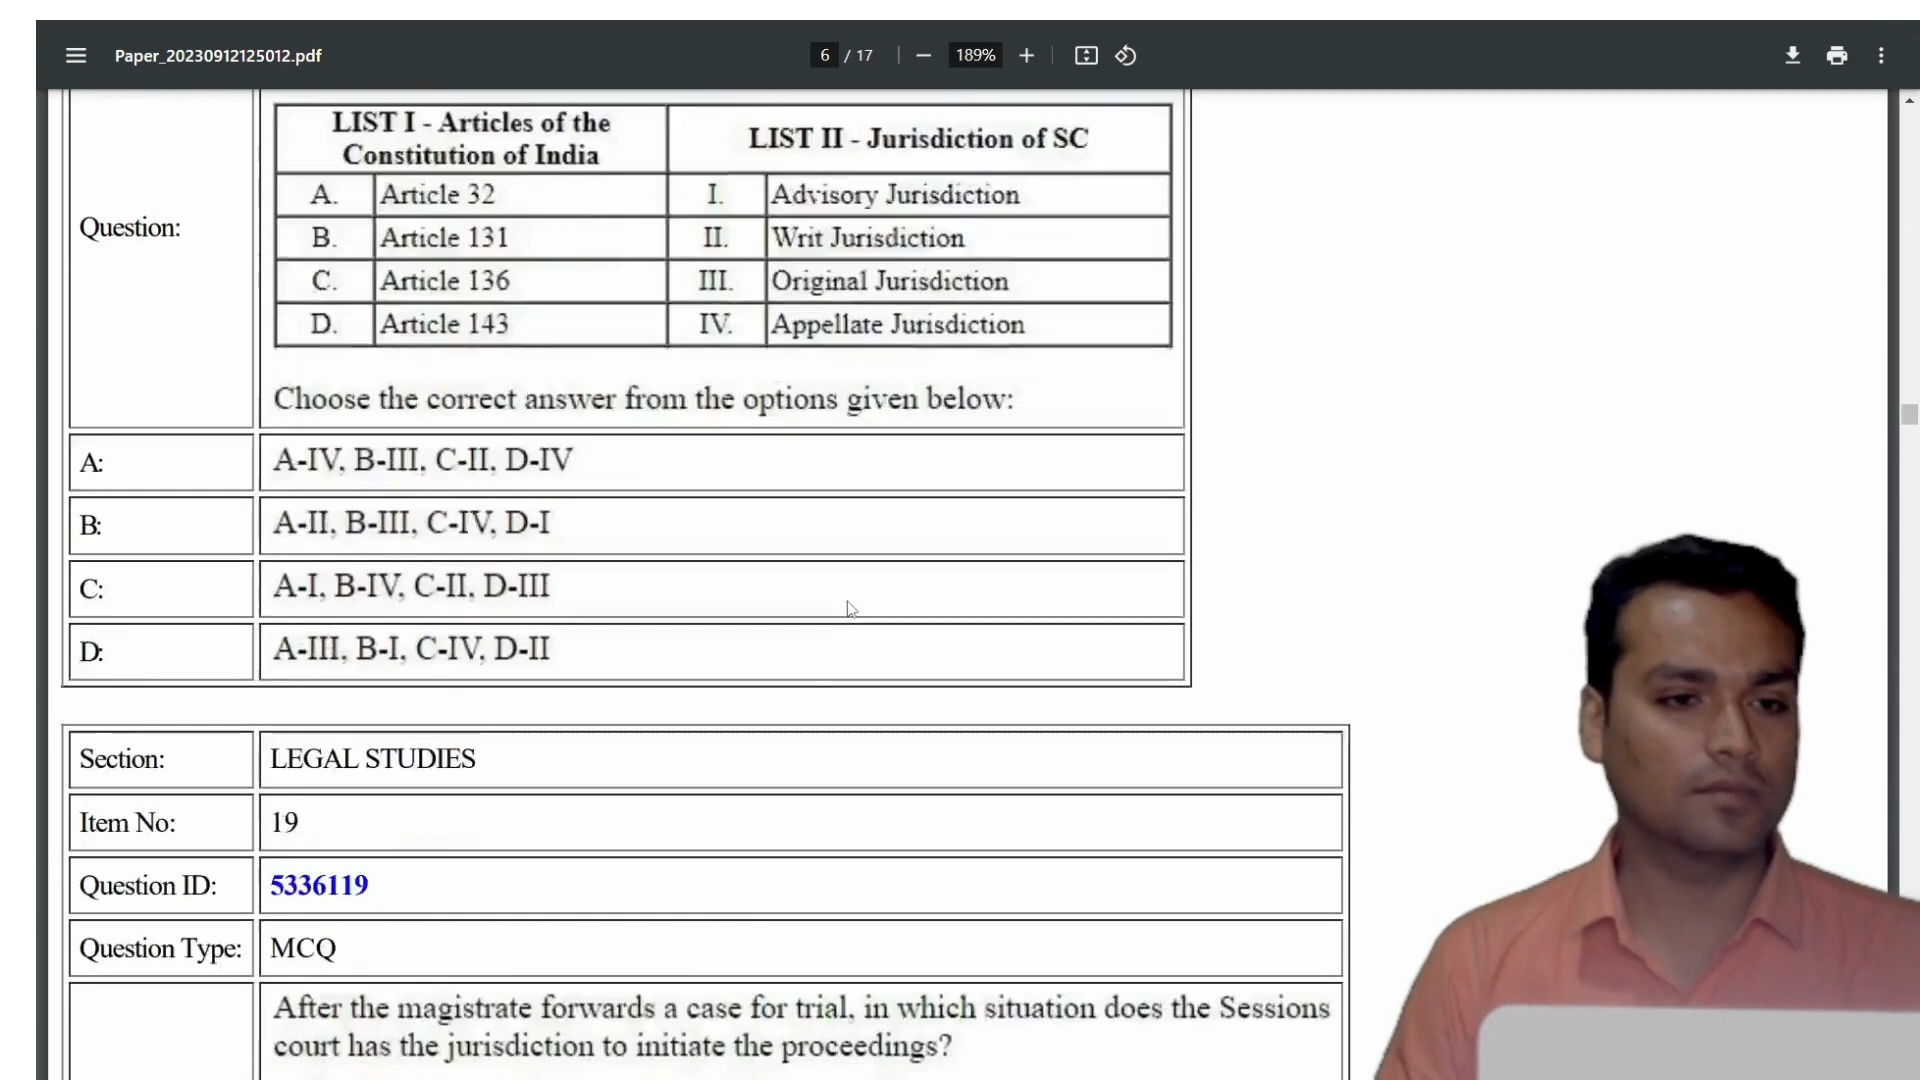 Paper_20230912125012.pdf
6 / 17
189%
Question:
LIST I - Articles of the Constitution of India
LIST II - Jurisdiction of SC
A. Article 32 I. Advisory Jurisdiction
B. Article 131 II. Writ Jurisdiction
C. Article 136 III. Original Jurisdiction
D. Article 143 IV. Appellate Jurisdiction
Choose the correct answer from the options given below:
A: A-IV, B-III, C-II, D-IV
B: A-II, B-III, C-IV, D-I
C: A-I, B-IV, C-II, D-III
D: A-III, B-I, C-IV, D-II
Section: LEGAL STUDIES
Item No: 19
Question ID: 5336119
Question Type: MCQ
After the magistrate forwards a case for trial, in which situation does the Sessions
court has the jurisdiction to initiate the proceedings?